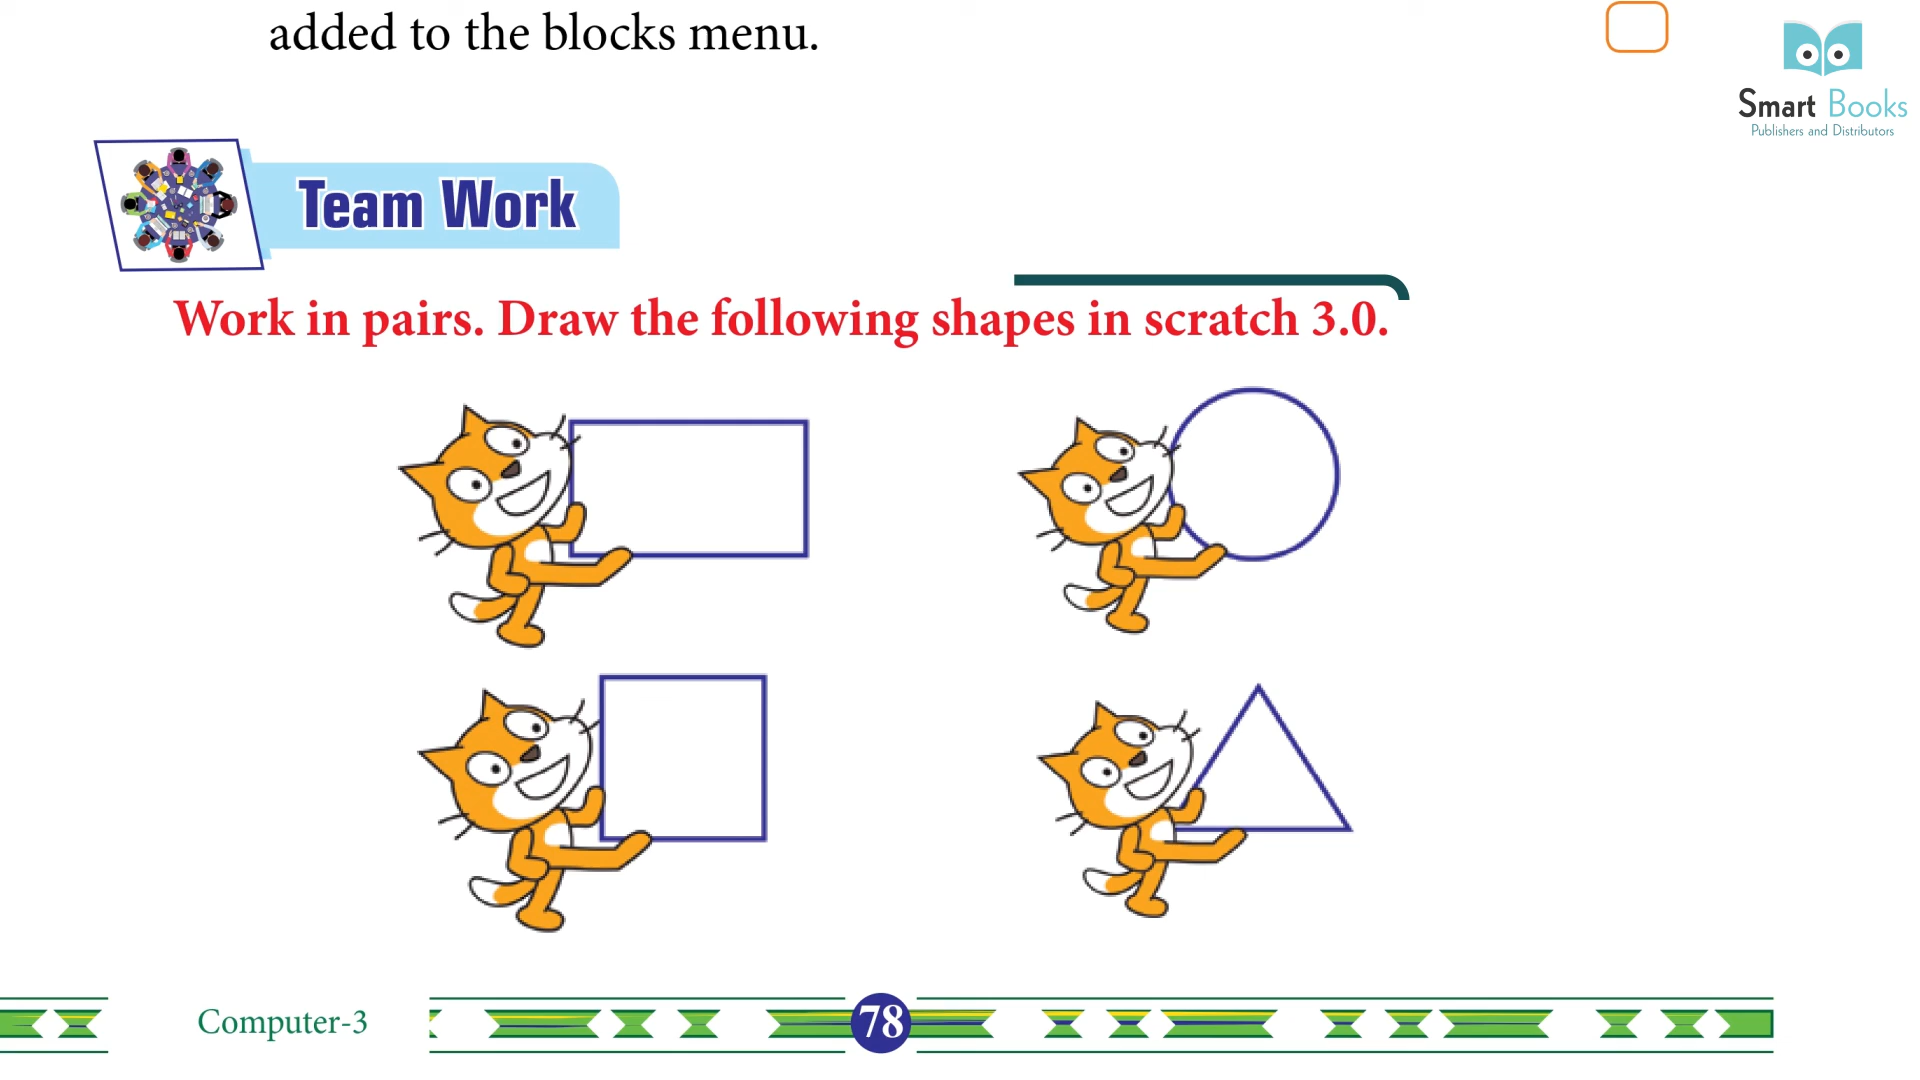 added to the blocks menu.
Smart Books
Publishers and Distributors
Team Work
Work in pairs. Draw the following shapes in scratch 3.0.
Computer-3
78